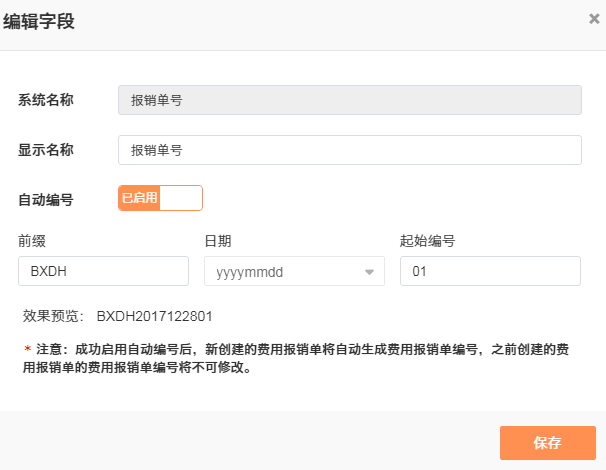 编辑字段
系统名称
报销单号
显示名称
报销单号
自动编号
已启用
前缀
日期
起始编号
BXDH
yyyymmdd
01
效果预览： BXDH2017122801
* 注意：成功启用自动编号后，新创建的费用报销单将自动生成费用报销单编号，之前创建的费
用报销单的费用报销单编号将不可修改。
保存